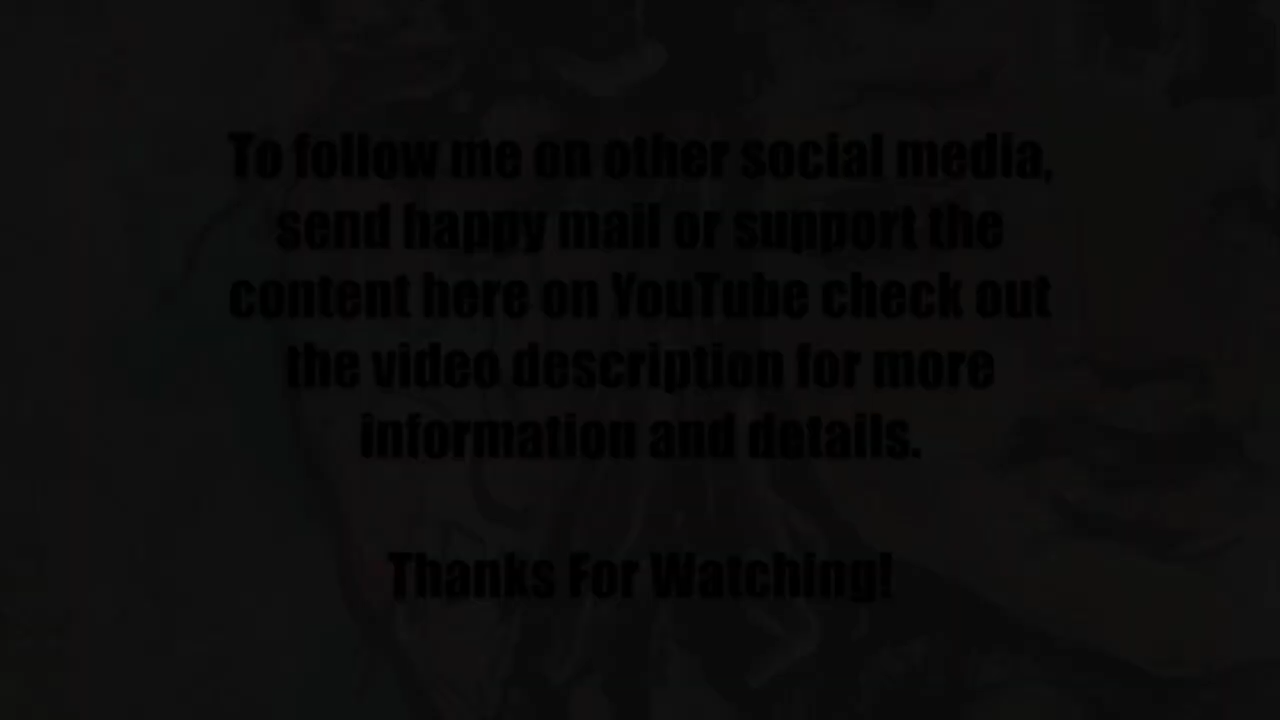 To follow me on other social media,
send happy mail or support the
content here on YouTube check out
the video description for more
information and details.
Thanks For Watching!